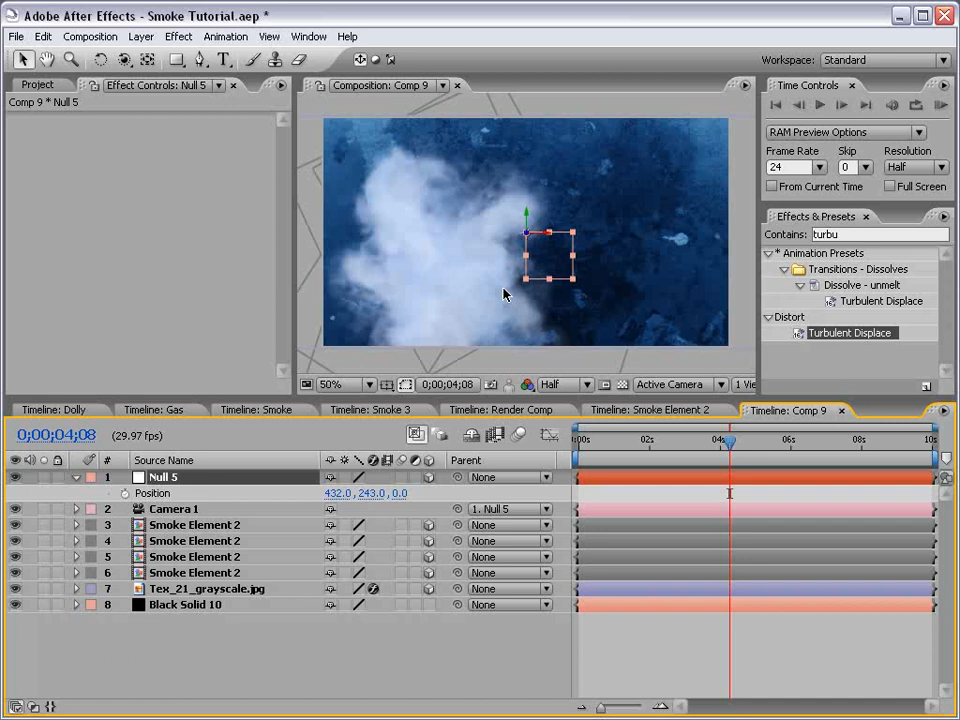 Adobe After Effects - Smoke Tutorial.aep *
File Edit Composition Layer Effect Animation View Window Help
Workspace: Standard
Project Effect Controls: Null 5
Composition: Comp 9
Time Controls
Comp 9 * Null 5
RAM Preview Options
Frame Rate Skip Resolution
24 0 Half
From Current Time Full Screen
Effects & Presets
Contains: turbu
* Animation Presets
Transitions - Dissolves
Dissolve - unmelt
Turbulent Displace
Distort
Turbulent Displace
50% 0;00;04;08 Half Active Camera 1 Vie
Timeline: Dolly Timeline: Gas Timeline: Smoke Timeline: Smoke 3 Timeline: Render Comp Timeline: Smoke Element 2 Timeline: Comp 9
0;00;04;08 (29.97 fps)
:00s 02s 04s 06s 08s 10s
# Source Name Parent
1 Null 5 None
Position 432.0, 243.0, 0.0
2 Camera 1 1. Null 5
3 Smoke Element 2 None
4 Smoke Element 2 None
5 Smoke Element 2 None
6 Smoke Element 2 None
7 Tex_21_grayscale.jpg None
8 Black Solid 10 None